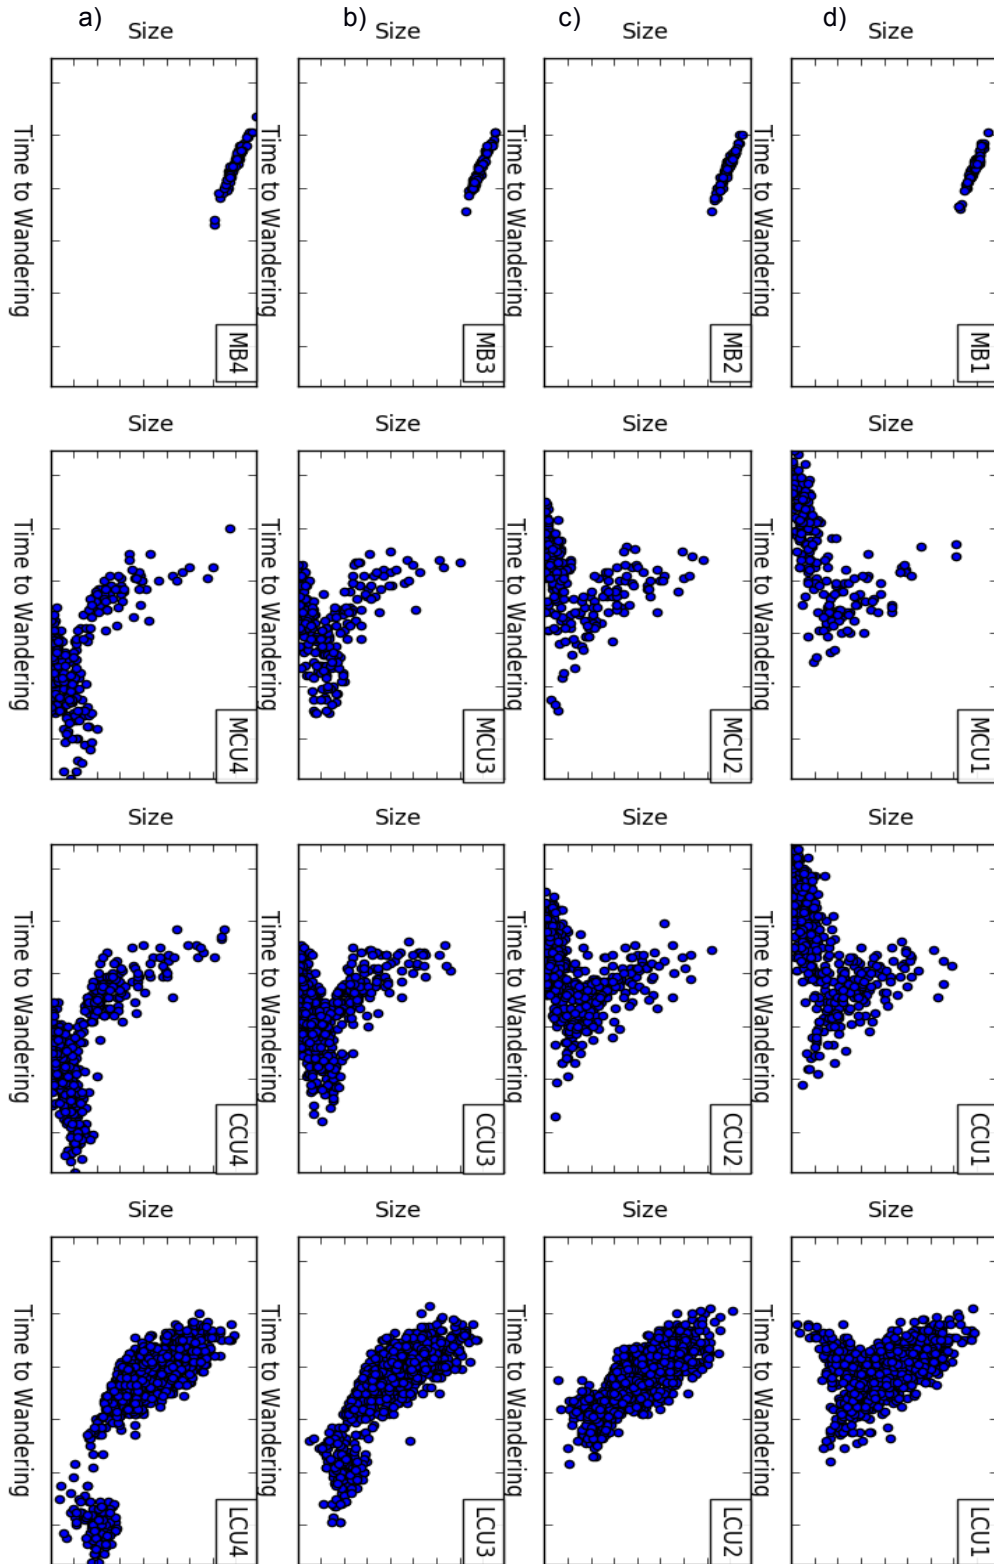 a) b) c) d)
Size Size Size Size
Time to Wandering Time to Wandering Time to Wandering Time to Wandering
MB4 MB3 MB2 MB1
Size Size Size Size
Time to Wandering Time to Wandering Time to Wandering Time to Wandering
MCU4 MCU3 MCU2 MCU1
Size Size Size Size
Time to Wandering Time to Wandering Time to Wandering Time to Wandering
CCU4 CCU3 CCU2 CCU1
Size Size Size Size
Time to Wandering Time to Wandering Time to Wandering Time to Wandering
LCU4 LCU3 LCU2 LCU1